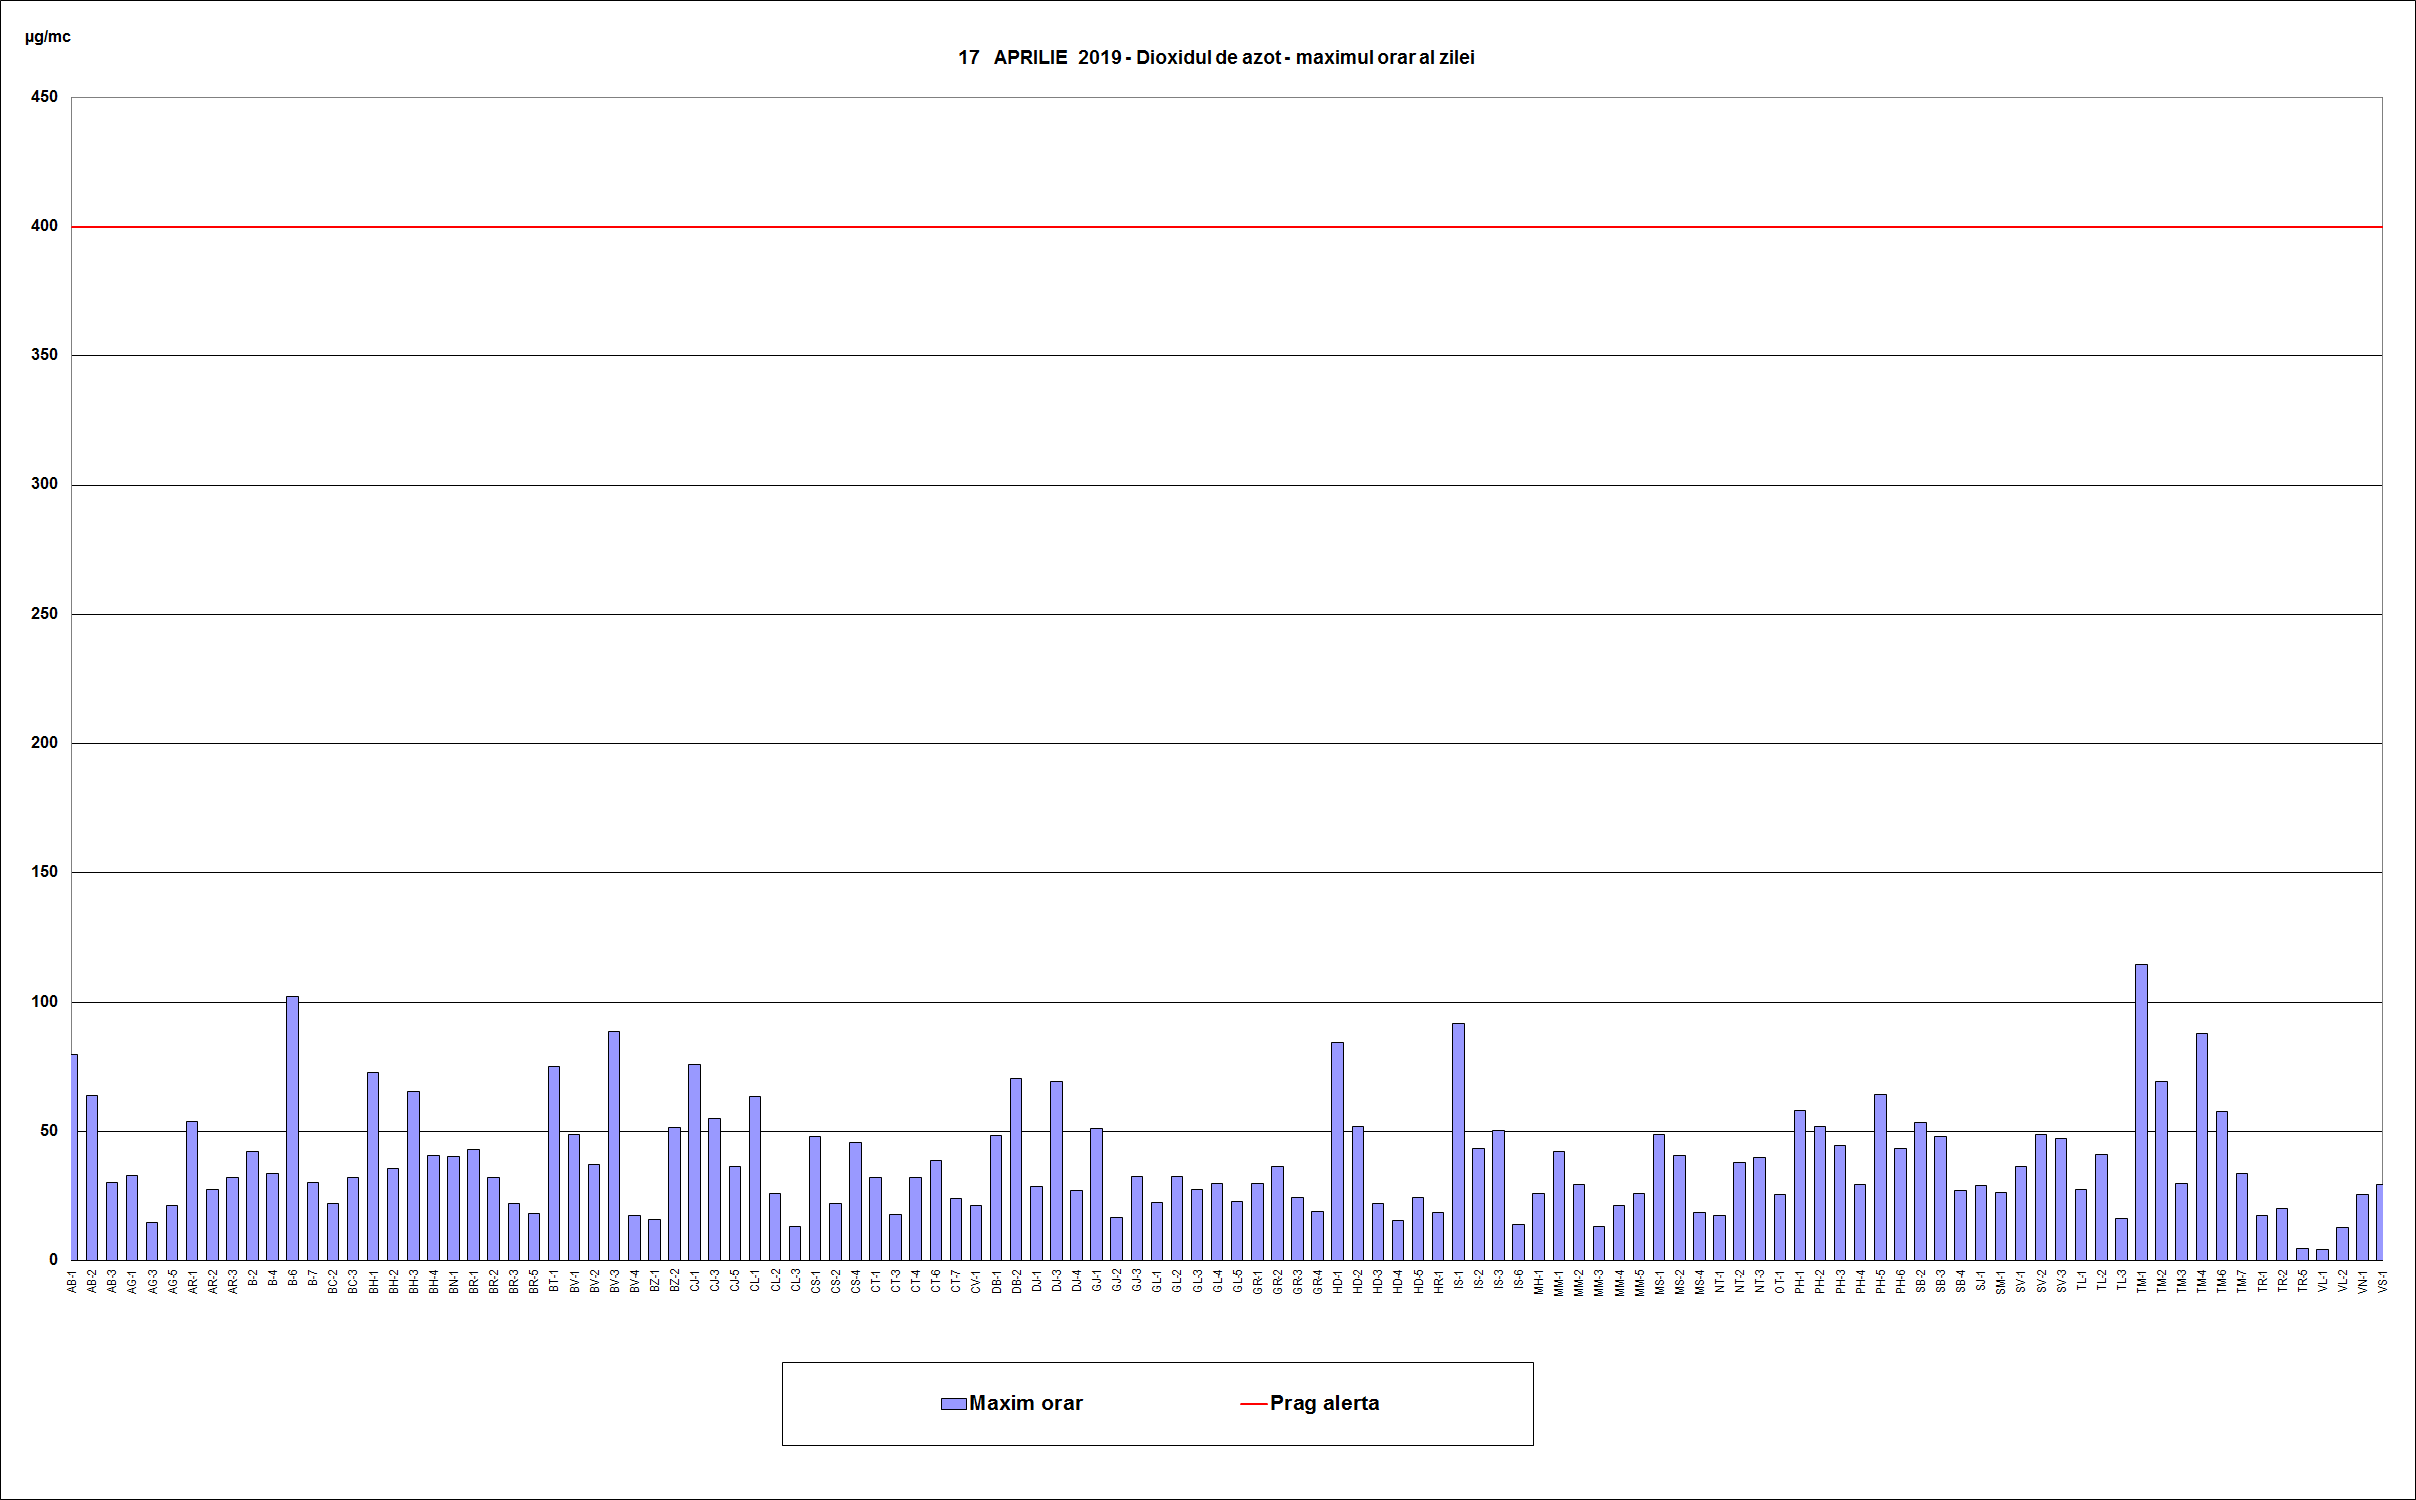 µg/mc
17 APRILIE 2019 - Dioxidul de azot - maximul orar al zilei
450
400
350
300
250
200
150
100
50
0
AB-1 AB-2 AB-3 AG-1 AG-3 AG-5 AR-1 AR-2 AR-3 B-2 B-4 B-6 B-7 BC-2 BC-3 BH-1 BH-2 BH-3 BH-4 BN-1 BR-1 BR-2 BR-3 BR-5 BT-1 BV-1 BV-2 BV-3 BV-4 BZ-1 BZ-2 CJ-1 CJ-3 CJ-5 CL-1 CL-2 CL-3 CS-1 CS-2 CS-4 CT-1 CT-3 CT-4 CT-6 CT-7 CV-1 DB-1 DB-2 DJ-1 DJ-3 DJ-4 GJ-1 GJ-2 GJ-3 GL-1 GL-2 GL-3 GL-4 GL-5 GR-1 GR-2 GR-3 GR-4 HD-1 HD-2 HD-3 HD-4 HD-5 HR-1 IS-1 IS-2 IS-3 IS-6 MH-1 MM-1 MM-2 MM-3 MM-4 MM-5 MS-1 MS-2 MS-4 NT-1 NT-2 NT-3 OT-1 PH-1 PH-2 PH-3 PH-4 PH-5 PH-6 SB-2 SB-3 SB-4 SJ-1 SM-1 SV-1 SV-2 SV-3 TL-1 TL-2 TL-3 TM-1 TM-2 TM-3 TM-4 TM-6 TM-7 TR-1 TR-2 TR-5 VL-1 VL-2 VN-1 VS-1
Maxim orar Prag alerta